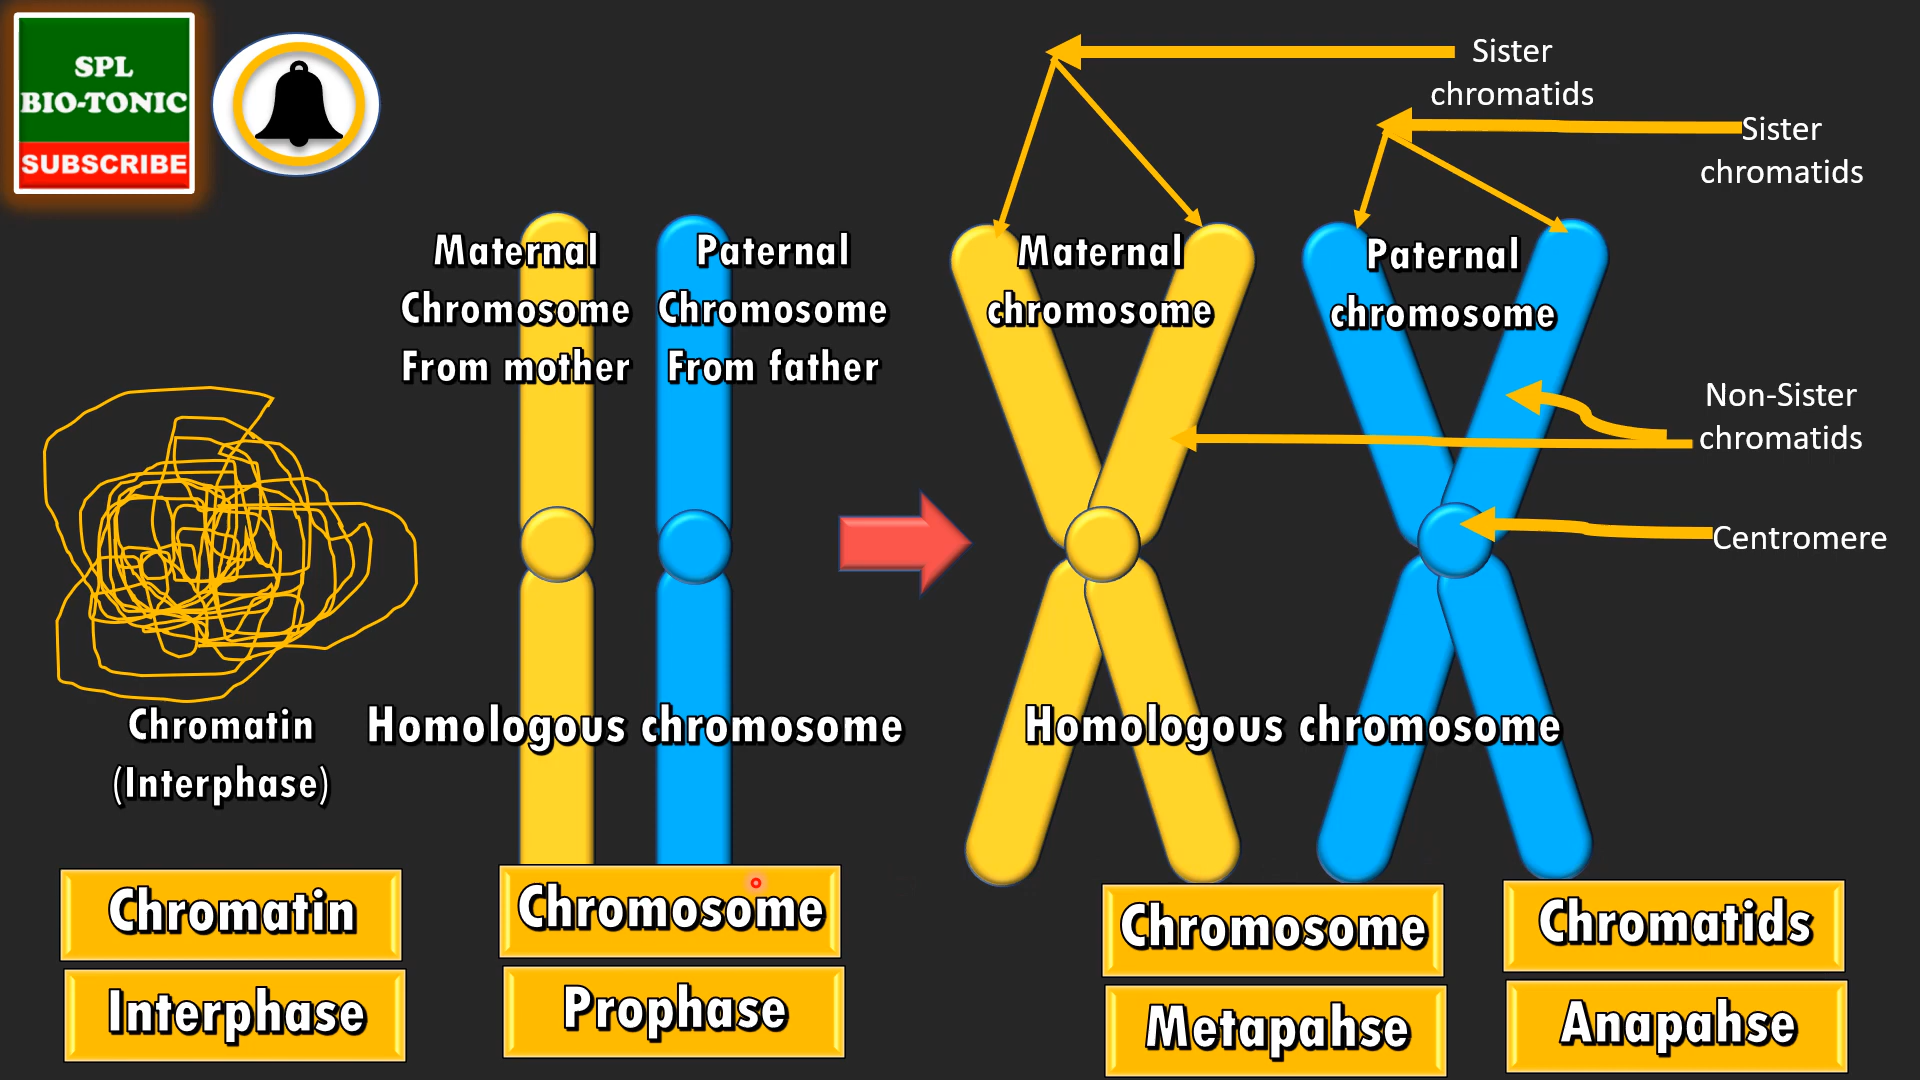 SPL
BIO-TONIC
SUBSCRIBE
Sister
chromatids
Sister
chromatids
Maternal
Chromosome
From mother
Paternal
Chromosome
From father
Maternal
chromosome
Paternal
chromosome
Non-Sister
chromatids
Centromere
Chromatin
(Interphase)
Homologous chromosome
Homologous chromosome
Chromatin
Interphase
Chromosome
Prophase
Chromosome
Metapahse
Chromatids
Anapahse